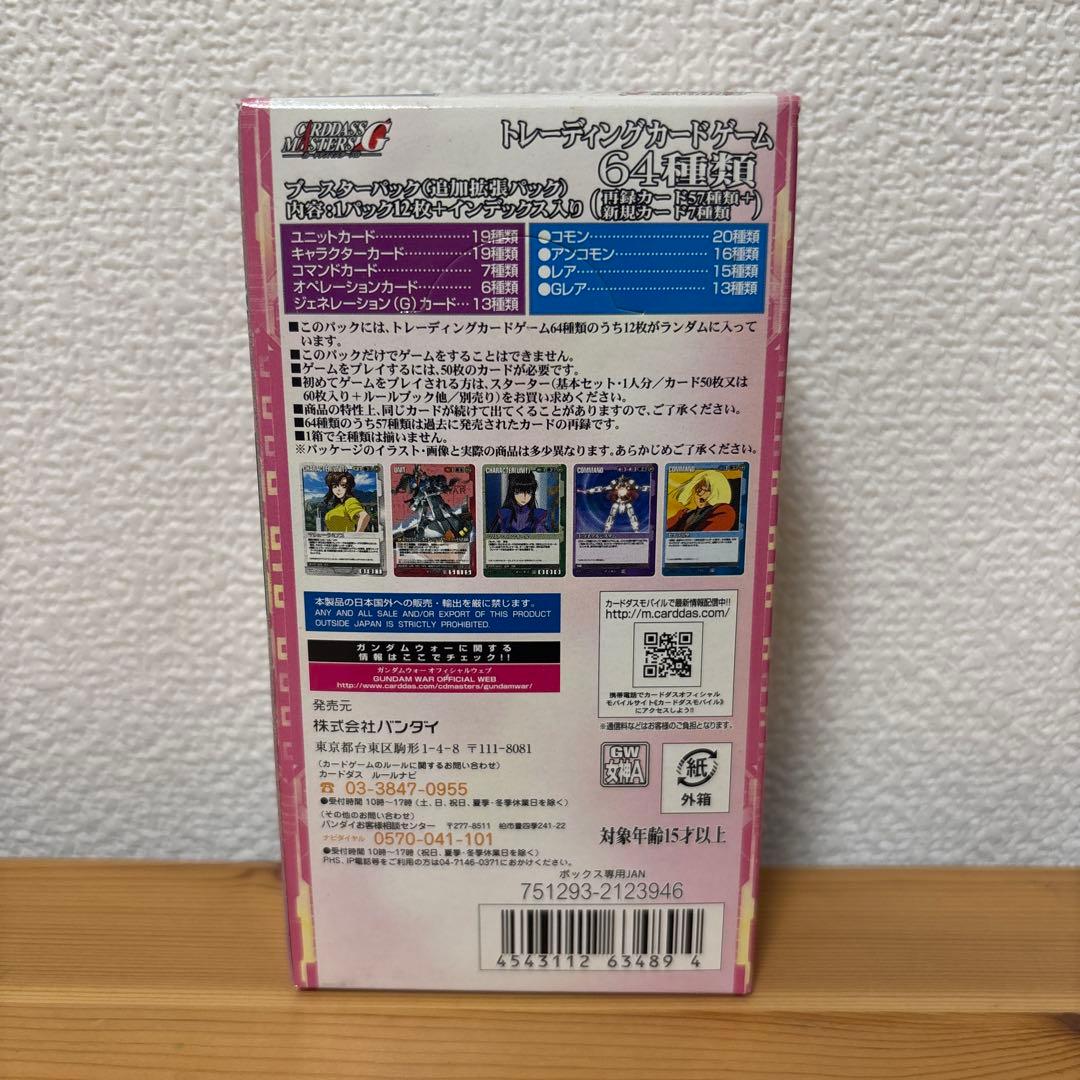 CARDDASS
MASTERS G
トレーディングカードゲーム
64種類
ブースターパック(追加拡張パック)
内容:1パック12枚+インデックス入り
(再録カード57種類+
新規カード7種類)
ユニットカード……………19種類
キャラクターカード…………19種類
コマンドカード……………7種類
オペレーションカード…………6種類
ジェネレーション(G)カード…13種類
●コモン……………20種類
●アンコモン……………16種類
●レア……………15種類
●Gレア……………13種類
■このパックには、トレーディングカードゲーム64種類のうち12枚がランダムに入って
います。
■このパックだけでゲームをすることはできません。
■ゲームをプレイするには、50枚のカードが必要です。
■初めてゲームをプレイされる方は、スターター(基本セット・1人分/カード50枚又は
60枚入り+ルールブック他/別売り)をお買い求めください。
■商品の特性上、同じカードが続けて出てくることがありますので、ご了承ください。
■64種類のうち57種類は過去に発売されたカードの再録です。
■1箱で全種類は揃いません。
※パッケージのイラスト・画像と実際の商品は多少異なります。あらかじめご了承ください。
CHARACTER(UNIT)
UNIT
CHARACTER(UNIT)
COMMAND
COMMAND
本製品の日本国外への販売・輸出を厳に禁じます。
ANY AND ALL SALE AND/OR EXPORT OF THIS PRODUCT
OUTSIDE JAPAN IS STRICTLY PROHIBITED.
ガンダムウォーに関する
情報はここでチェック!!
ガンダムウォー オフィシャルウェブ
GUNDAM WAR OFFICIAL WEB
http://www.carddas.com/cdmasters/gundamwar/
カードダスモバイルで最新情報配信中!!
http://m.carddas.com/
携帯電話でカードダスオフィシャル
モバイルサイト《カードダスモバイル》
にアクセスしよう!!
※通信料などはお客様のご負担となります。
発売元
株式会社バンダイ
東京都台東区駒形1-4-8 〒111-8081
(カードゲームのルールに関するお問い合わせ)
カードダス ルールナビ
☎ 03-3847-0955
●受付時間 10時~17時(土、日、祝日、夏季・冬季休業日を除く)
(その他のお問い合わせ)
バンダイお客様相談センター 〒277-8511 柏市豊四季241-22
ナビダイヤル 0570-041-101
●受付時間 10時~17時(祝日、夏季・冬季休業日を除く)
PHS、IP電話等をご利用の方は04-7146-0371におかけください。
GW
女神A
紙
外箱
対象年齢15才以上
ボックス専用JAN
751293-2123946
4543112 63489 4